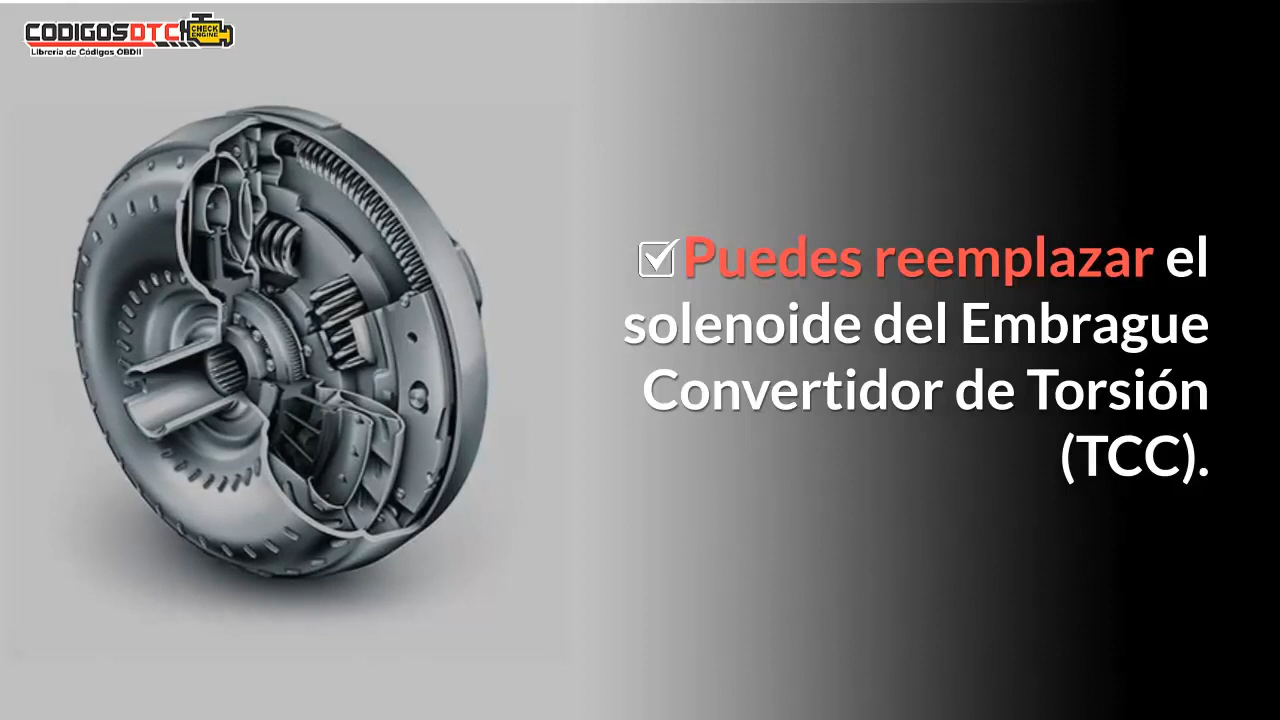 CODIGOSDTC
CHECK
ENGINE
Librería de Códigos OBDII
Puedes reemplazar el
solenoide del Embrague
Convertidor de Torsión
(TCC).